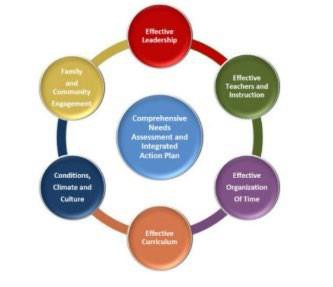 Effective
Leadership
Effective
Teachers and
Instruction
Effective
Organization
Of Time
Effective
Curriculum
Conditions,
Climate and
Culture
Family
and
Community
Engagement
Comprehensive
Needs
Assessment and
Integrated
Action Plan